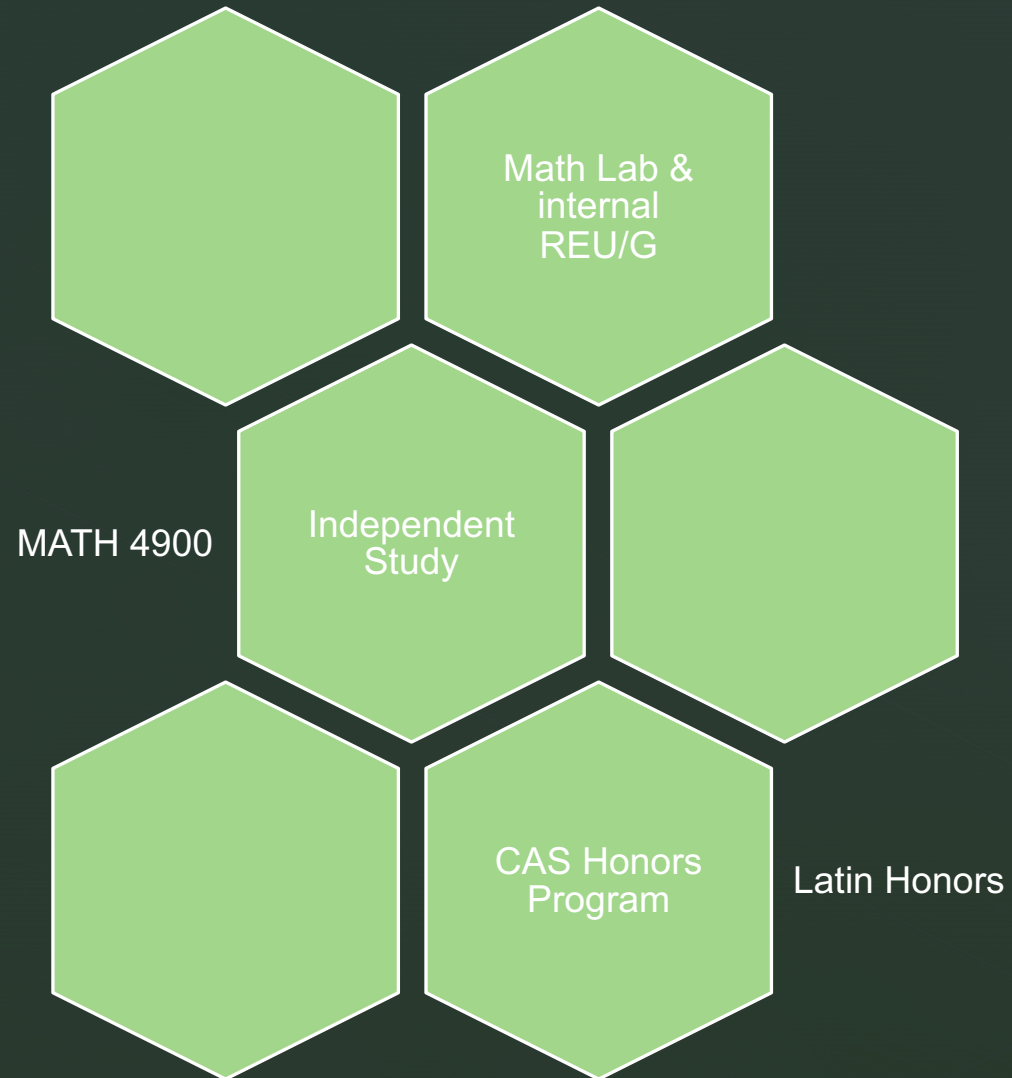 Math Lab &
internal
REU/G
MATH 4900
Independent
Study
CAS Honors
Program
Latin Honors